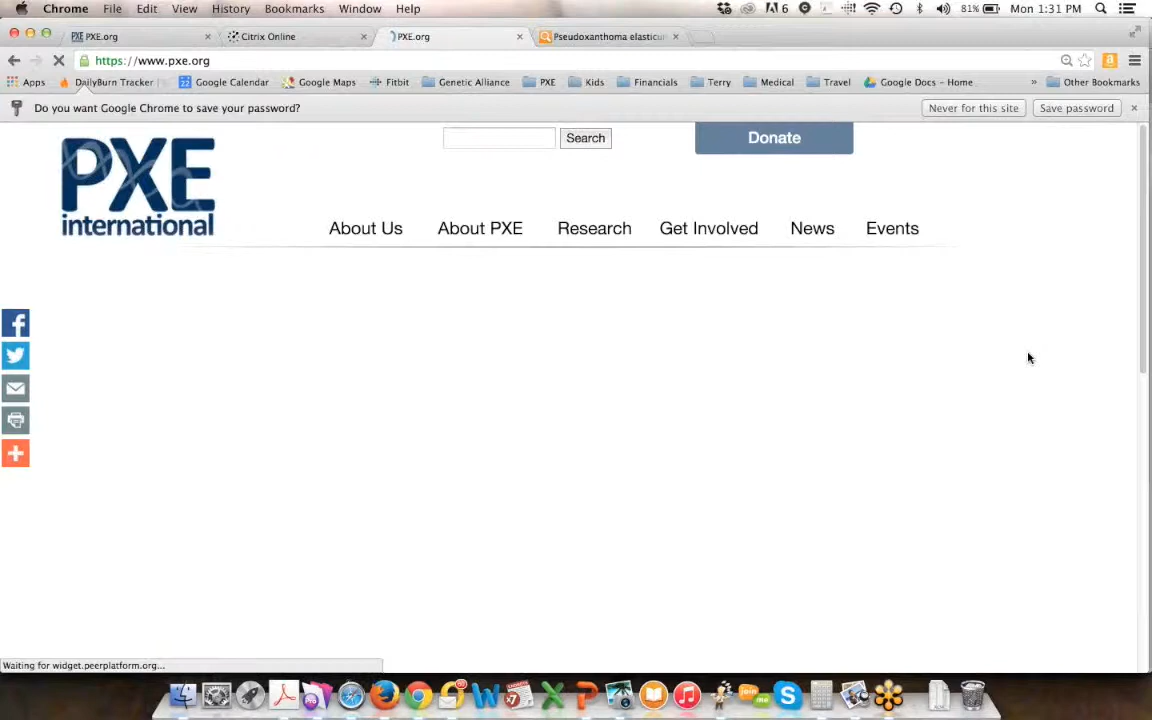 Chrome File Edit View History Bookmarks Window Help 6 81% Mon 1:31 PM
PXE PXE.org Citrix Online PXE.org Pseudoxanthoma elasticu
https://www.pxe.org
Apps DailyBurn Tracker 22 Google Calendar Google Maps Fitbit Genetic Alliance PXE Kids Financials Terry Medical Travel Google Docs - Home » Other Bookmarks
Do you want Google Chrome to save your password? Never for this site Save password
Search Donate
PXE
international
About Us About PXE Research Get Involved News Events
Waiting for widget.peerplatform.org...